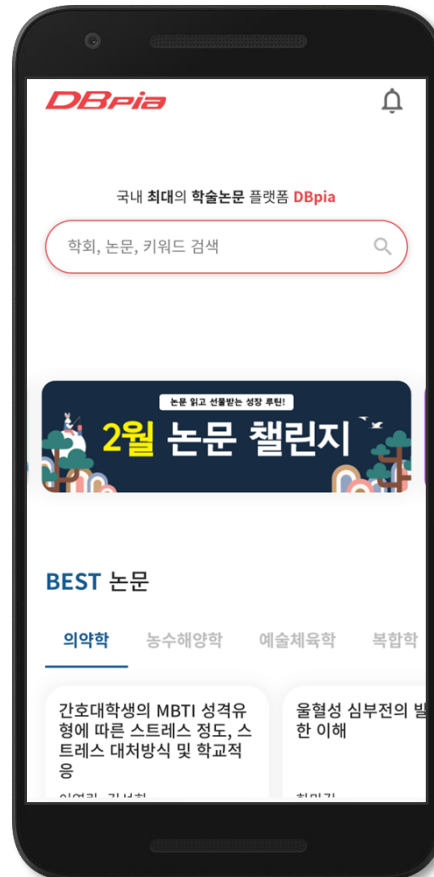 DBpia
국내 최대의 학술논문 플랫폼 DBpia
학회, 논문, 키워드 검색
논문 읽고 선물받는 성장 루틴!
2월 논문 챌린지
BEST 논문
의약학 농수해양학 예술체육학 복합학
간호대학생의 MBTI 성격유
형에 따른 스트레스 정도, 스
트레스 대처방식 및 학교적
응
울혈성 심부전의 발
한 이해